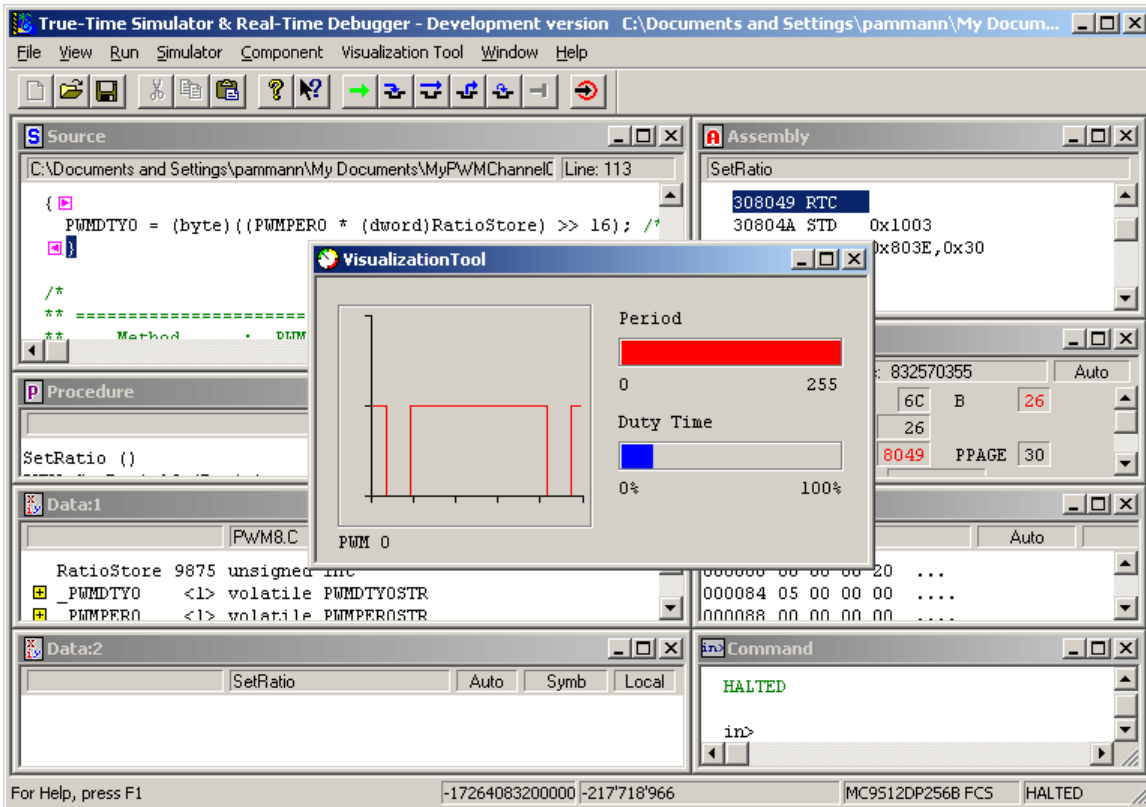 True-Time Simulator & Real-Time Debugger - Development version C:\Documents and Settings\pammann\My Docum...
File View Run Simulator Component Visualization Tool Window Help
Source
C:\Documents and Settings\pammann\My Documents\MyPWMChannelC Line: 113
{
PWMDTY0 = (byte)((PWMPER0 * (dword)RatioStore) >> 16); /*
}
/*
** =======================
** Method : PWM
Assembly
SetRatio
308049 RTC
30804A STD 0x1003
0x803E,0x30
VisualizationTool
Period
0 255
Duty Time
0% 100%
PWM 0
Procedure
SetRatio ()
832570355 Auto
6C B 26
26
8049 PPAGE 30
Data:1
PWM8.C
RatioStore 9875 unsigned int
_PWMDTY0 <1> volatile PWMDTY0STR
_PWMPER0 <1> volatile PWMPER0STR
Auto
000080 00 00 00 20 ...
000084 05 00 00 00 ....
000088 00 00 00 00 ....
Data:2
SetRatio Auto Symb Local
Command
HALTED
in>
For Help, press F1 -17264083200000 -217'718'966 MC9S12DP256B FCS HALTED